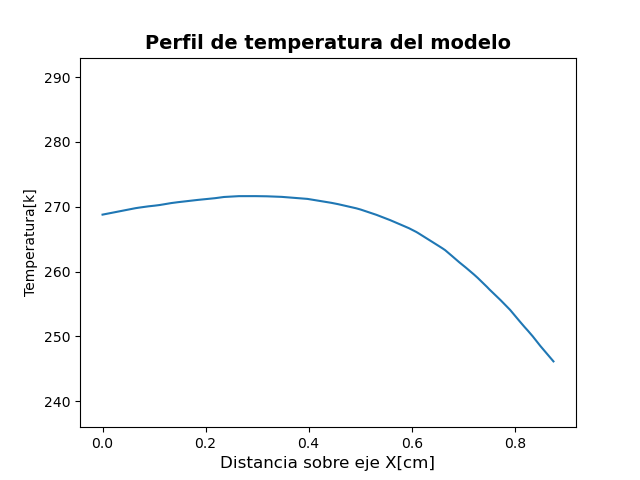 Perfil de temperatura del modelo
290
280
270
260
250
240
Temperatura[k]
0.0 0.2 0.4 0.6 0.8
Distancia sobre eje X[cm]